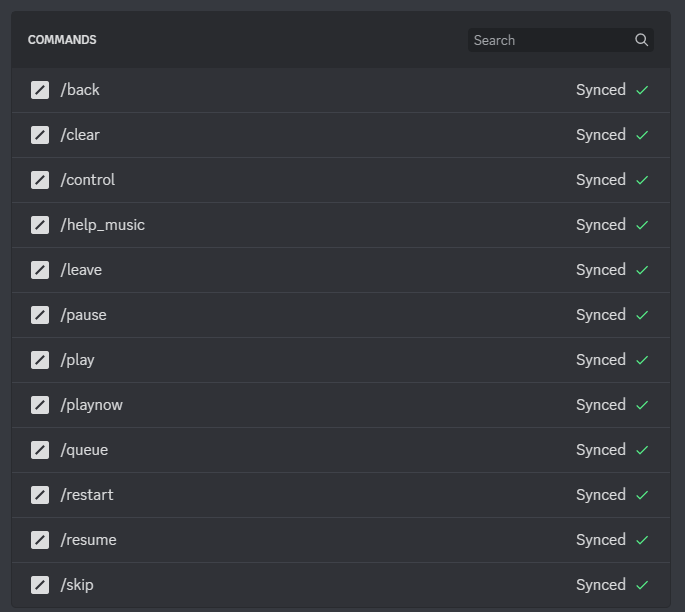 COMMANDS Search
/back Synced
/clear Synced
/control Synced
/help_music Synced
/leave Synced
/pause Synced
/play Synced
/playnow Synced
/queue Synced
/restart Synced
/resume Synced
/skip Synced